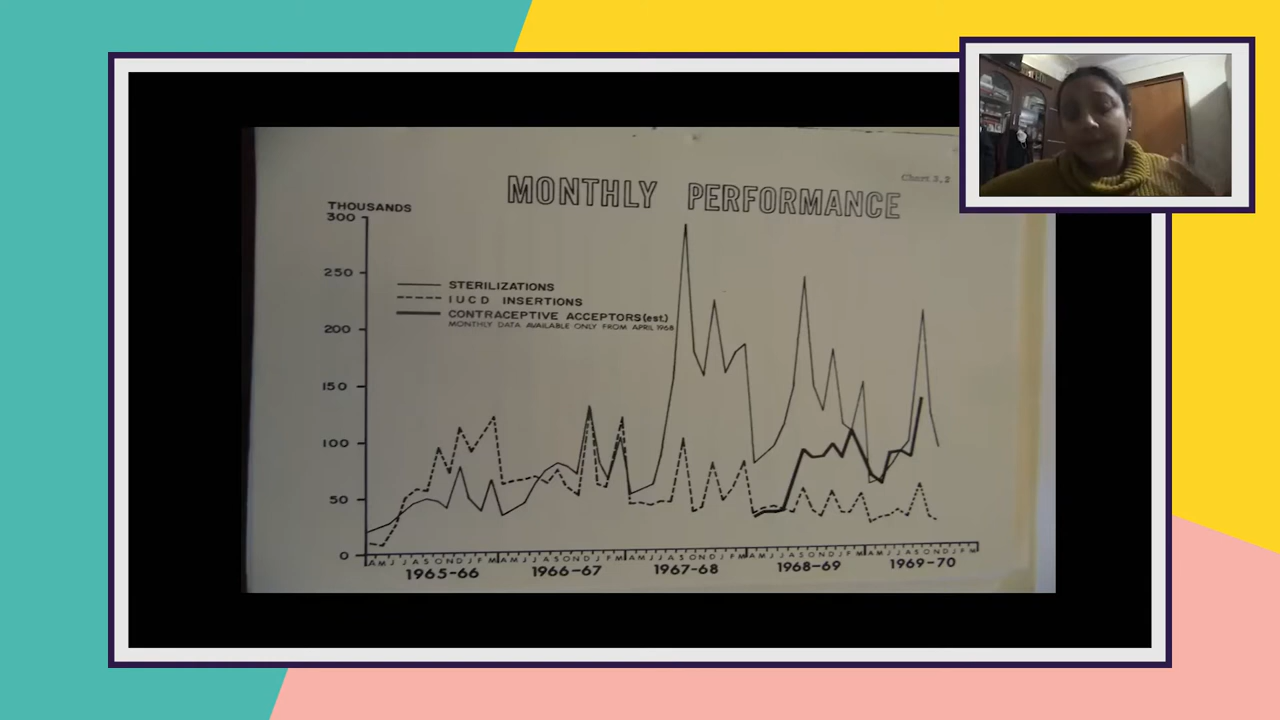 Chart 2.2
MONTHLY PERFORMANCE
THOUSANDS
300
250
200
150
100
50
0
STERILIZATIONS
IUCD INSERTIONS
CONTRACEPTIVE ACCEPTORS (est.)
MONTHLY DATA AVAILABLE ONLY FROM APRIL 1968
A M J J A S O N D J F M A M J J A S O N D J F M A M J J A S O N D J F M A M J J A S O N D J F M A M J J A S O N D J F M
1965-66 1966-67 1967-68 1968-69 1969-70